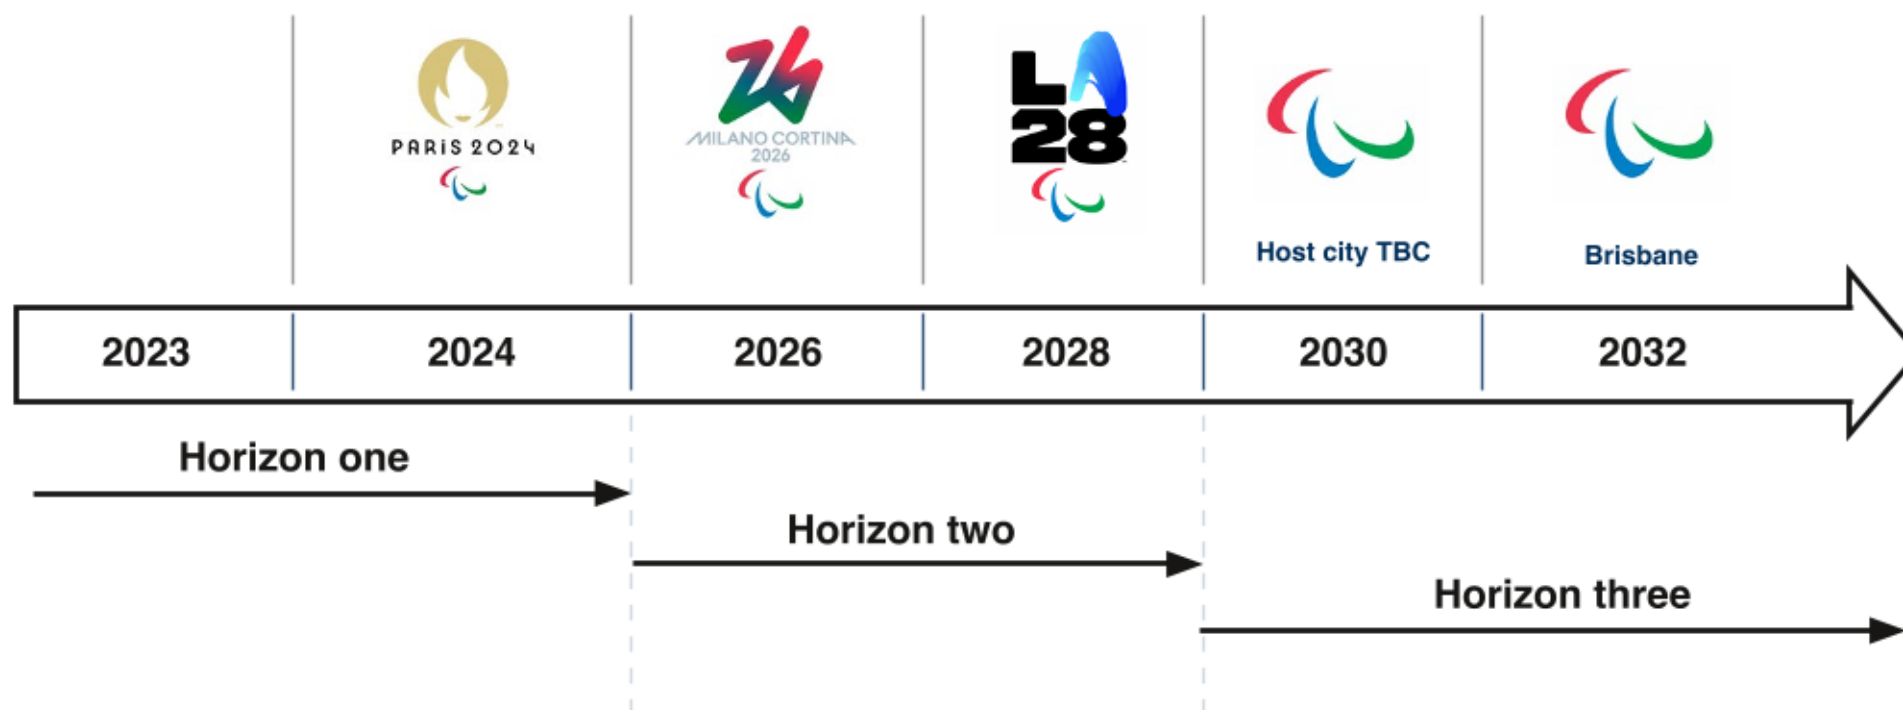 PARIS 2024
MILANO CORTINA
2026
LA
28
Host city TBC
Brisbane
2023
2024
2026
2028
2030
2032
Horizon one
Horizon two
Horizon three